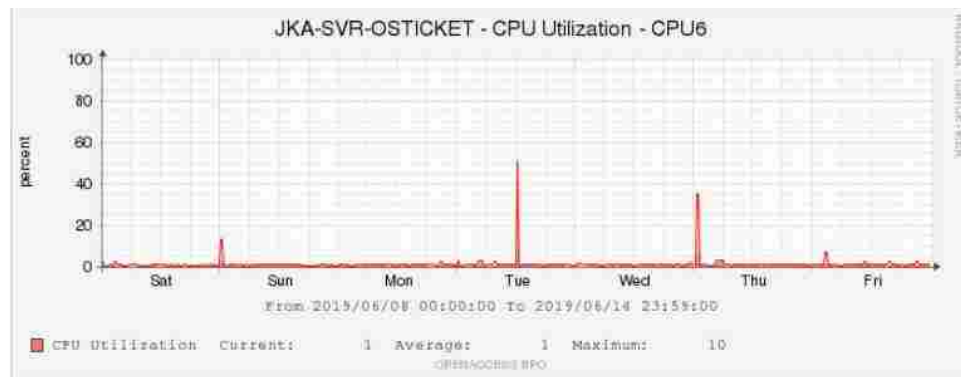 JKA-SVR-OSTICKET - CPU Utilization - CPU6
100
80
60
40
20
0
percent
Sat Sun Mon Tue Wed Thu Fri
From 2019/06/08 00:00:00 To 2019/06/14 23:59:00
CPU Utilization Current: 1 Average: 1 Maximum: 10
OPENACCESS BPO